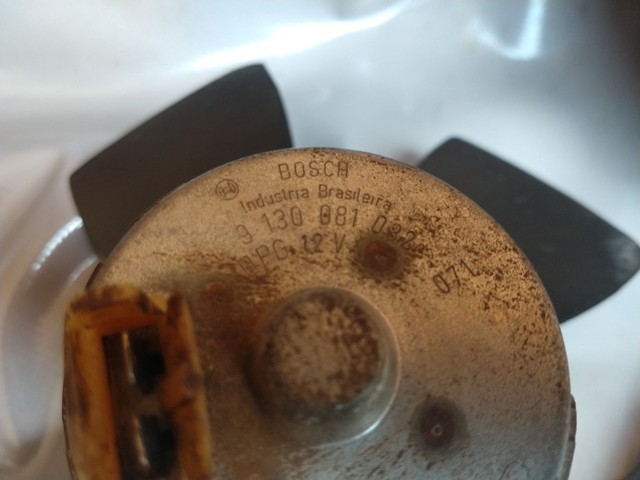 BOSCH
Industria Brasileira
9 130 081
12 V
071